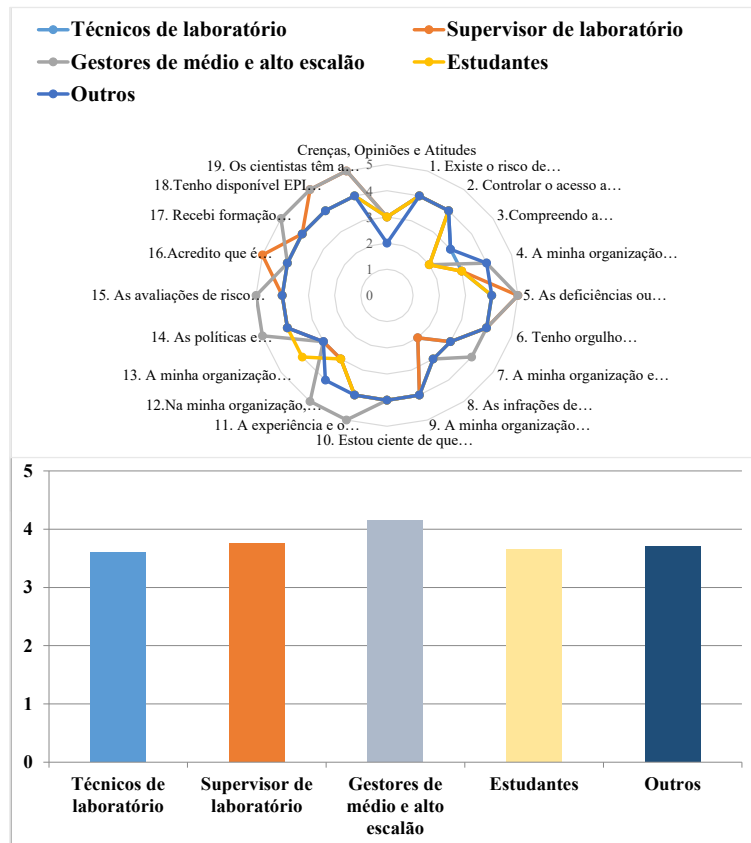 Técnicos de laboratório
Supervisor de laboratório
Gestores de médio e alto escalão
Estudantes
Outros
Crenças, Opiniões e Atitudes
1. Existe o risco de…
2. Controlar o acesso a…
3.Compreendo a…
4. A minha organização…
5. As deficiências ou…
6. Tenho orgulho…
7. A minha organização e…
8. As infrações de…
9. A minha organização…
10. Estou ciente de que…
11. A experiência e o…
12.Na minha organização,…
13. A minha organização…
14. As políticas e…
15. As avaliações de risco…
16.Acredito que é…
17. Recebi formação…
18.Tenho disponível EPI…
19. Os cientistas têm a…
5
4
3
2
1
0
5
4
3
2
1
0
Técnicos de
laboratório
Supervisor de
laboratório
Gestores de
médio e alto
escalão
Estudantes
Outros